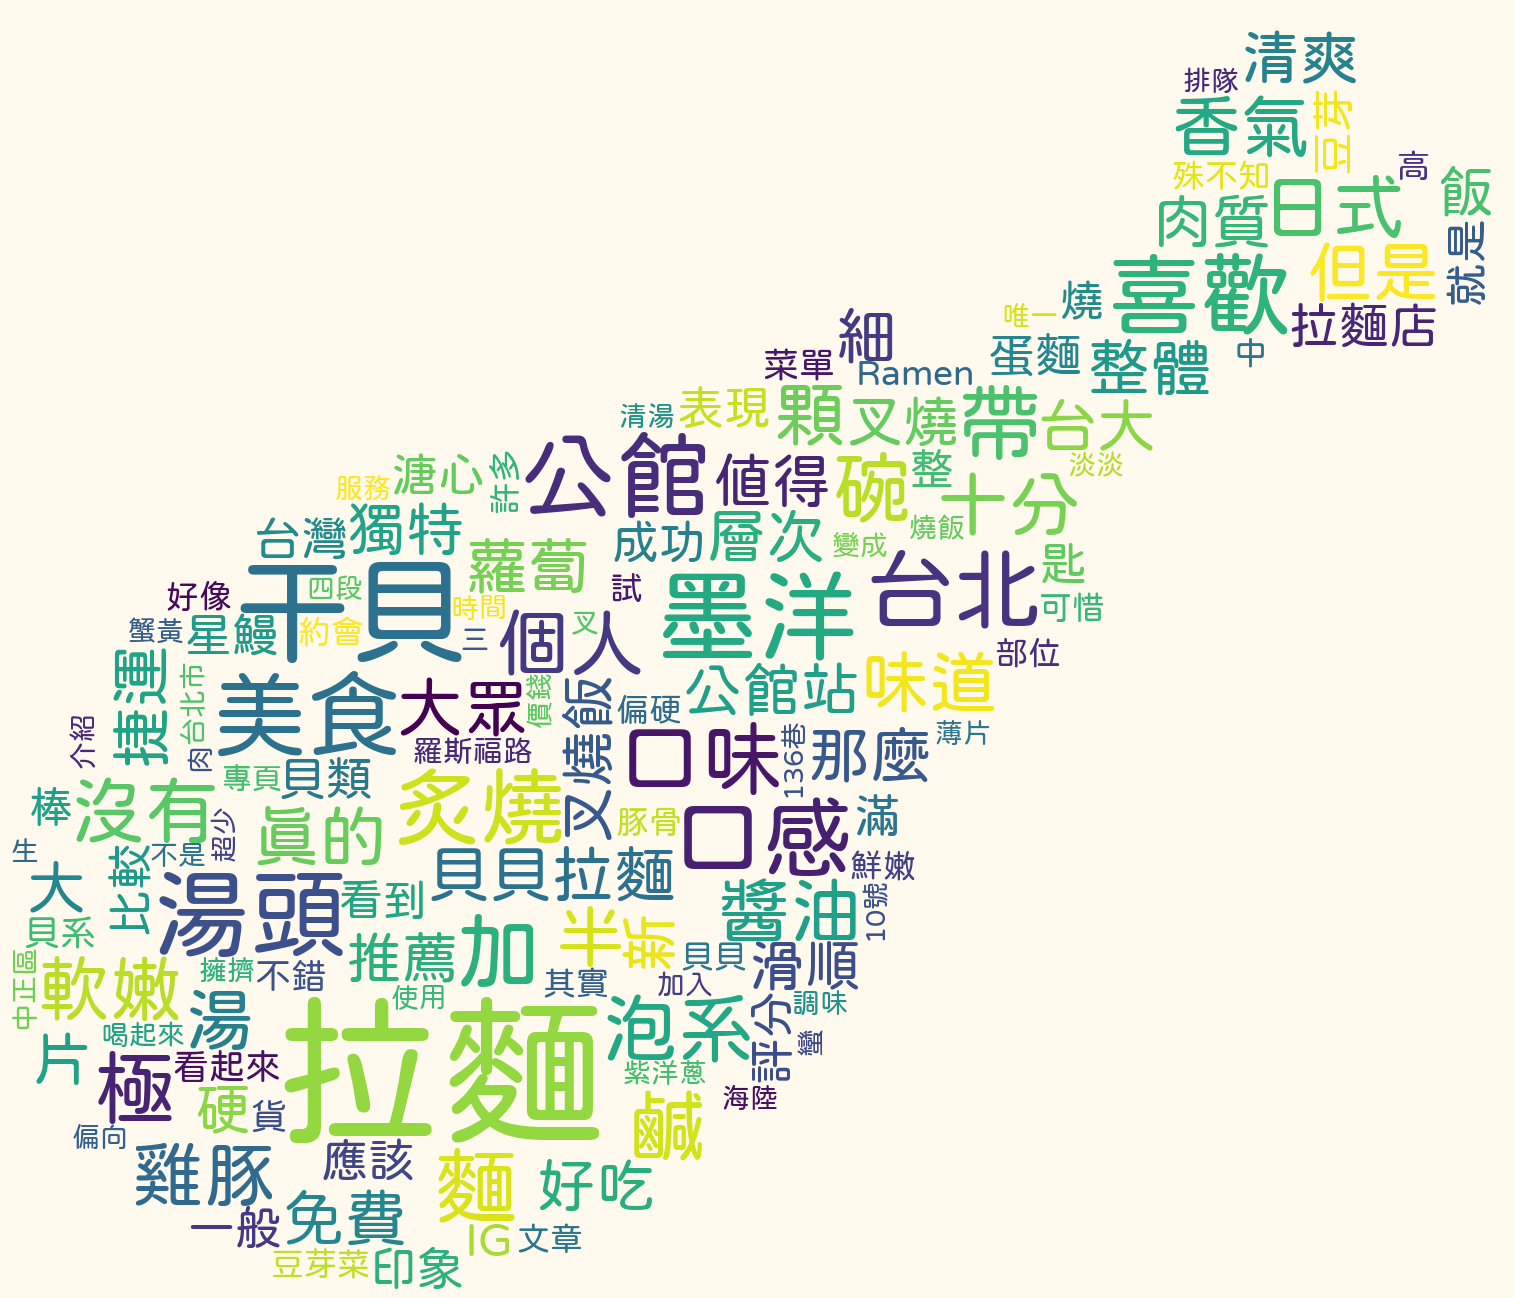 清爽
排隊
香氣
豆芽
高
殊不知
飯
日式
肉質
就是
但是
喜歡
燒
唯一
拉麵店
細
蛋麵
整體
中
菜單
Ramen
表現
顆
叉燒
帶
台大
清湯
公館
值得
碗
整
淡淡
溏心
許多
服務
十分
獨特
台灣
成功
層次
燒飯
變成
蘿蔔
台北
匙
干貝
四段
試
墨洋
好像
時間
可惜
蟹黃
星鰻
約會
三
個人
叉
部位
捷運
台北市
味道
公館站
美食
大眾
價錢
叉燒飯
偏硬
介紹
肉
羅斯福路
口味
136巷
那麼
薄片
專頁
貝類
炙燒
棒
沒有
超少
真的
豚骨
口感
滿
生
不是
比較
大
湯頭
看到
貝貝
拉麵
鮮嫩
醬油
10號
貝系
半
新
推薦
加
中正區
軟嫩
擁擠
不錯
貝貝
滑順
其實
加入
使用
湯
拉麵
泡系
評分
調味
喝起來
片
蠻
極
看起來
紫洋蔥
海陸
硬
貨
鹹
偏向
雞豚
應該
麵
好吃
一般
免費
IG
文章
豆芽菜
印象